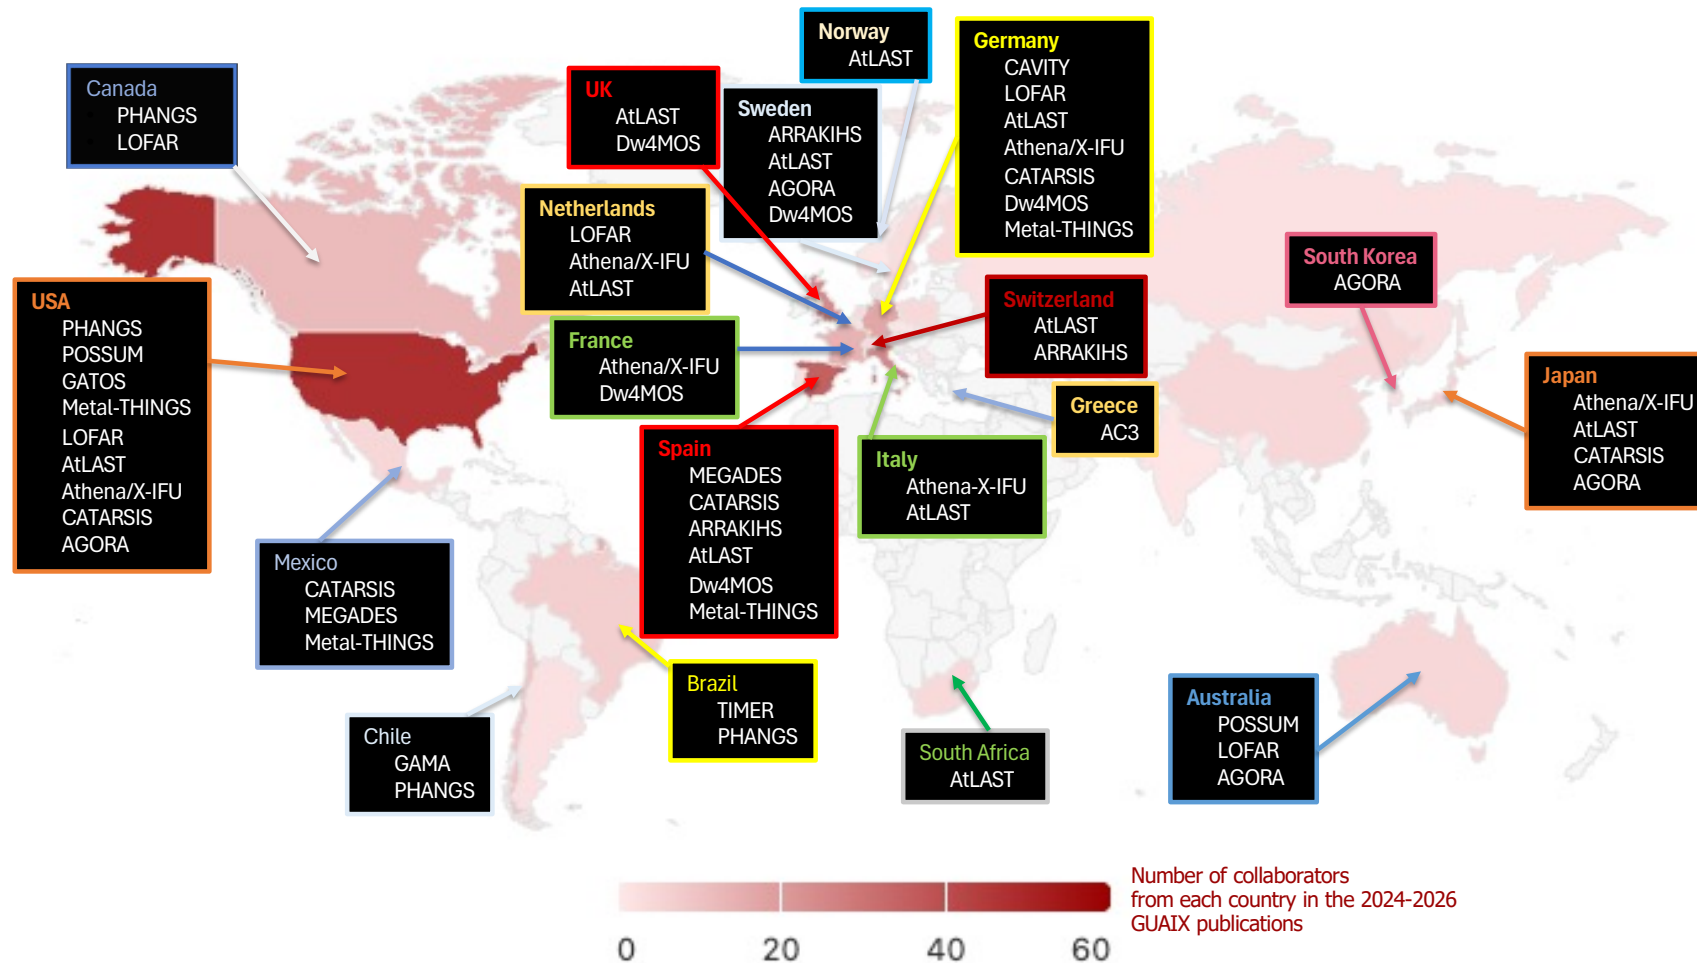 Norway
AtLAST
Germany
CAVITY
LOFAR
AtLAST
Athena/X-IFU
CATARSIS
Dw4MOS
Metal-THINGS
Canada
PHANGS
LOFAR
UK
AtLAST
Dw4MOS
Sweden
ARRAKIHS
AtLAST
AGORA
Dw4MOS
Netherlands
LOFAR
Athena/X-IFU
AtLAST
South Korea
AGORA
USA
PHANGS
POSSUM
GATOS
Metal-THINGS
LOFAR
AtLAST
Athena/X-IFU
CATARSIS
AGORA
France
Athena/X-IFU
Dw4MOS
Switzerland
AtLAST
ARRAKIHS
Japan
Athena/X-IFU
AtLAST
CATARSIS
AGORA
Greece
AC3
Spain
MEGADES
CATARSIS
ARRAKIHS
AtLAST
Dw4MOS
Metal-THINGS
Italy
Athena-X-IFU
AtLAST
Mexico
CATARSIS
MEGADES
Metal-THINGS
Brazil
TIMER
PHANGS
Chile
GAMA
PHANGS
South Africa
AtLAST
Australia
POSSUM
LOFAR
AGORA
Number of collaborators
from each country in the 2024-2026
GUAIX publications
0 20 40 60